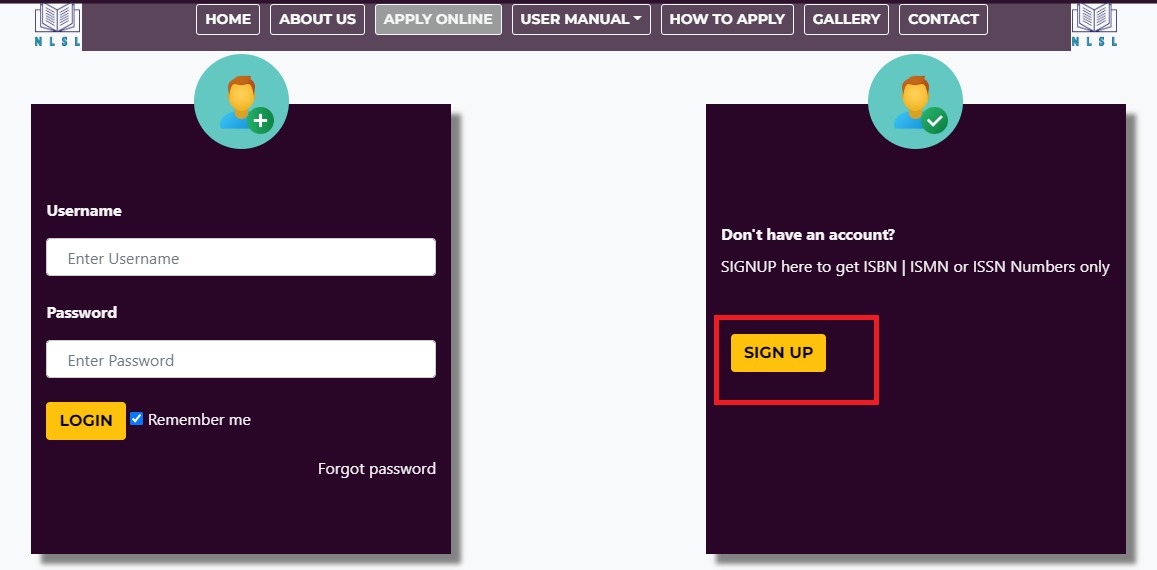 NLSL
HOME ABOUT US APPLY ONLINE USER MANUAL HOW TO APPLY GALLERY CONTACT
NLSL
Username
Enter Username
Password
Enter Password
LOGIN Remember me
Forgot password
Don't have an account?
SIGNUP here to get ISBN | ISMN or ISSN Numbers only
SIGN UP